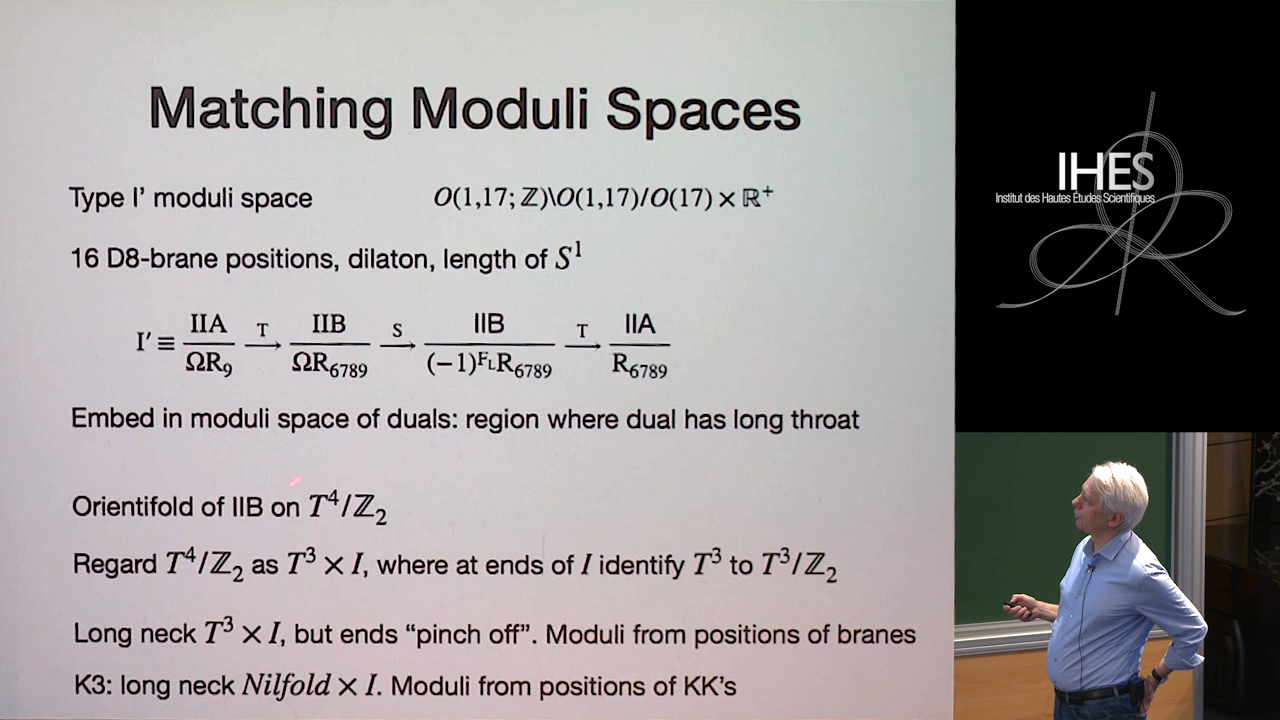 Matching Moduli Spaces
Type I’ moduli space O(1,17; ℤ)\O(1,17)/O(17) × ℝ⁺
16 D8-brane positions, dilaton, length of S¹
I′ ≡ IIA/ΩR₉ —T→ IIB/ΩR₆₇₈₉ —S→ IIB/(−1)^{F_L}R₆₇₈₉ —T→ IIA/R₆₇₈₉
Embed in moduli space of duals: region where dual has long throat
Orientifold of IIB on T⁴/ℤ₂
Regard T⁴/ℤ₂ as T³ × I, where at ends of I identify T³ to T³/ℤ₂
Long neck T³ × I, but ends “pinch off”. Moduli from positions of branes
K3: long neck Nilfold × I. Moduli from positions of KK’s
IHES
Institut des Hautes Études Scientifiques